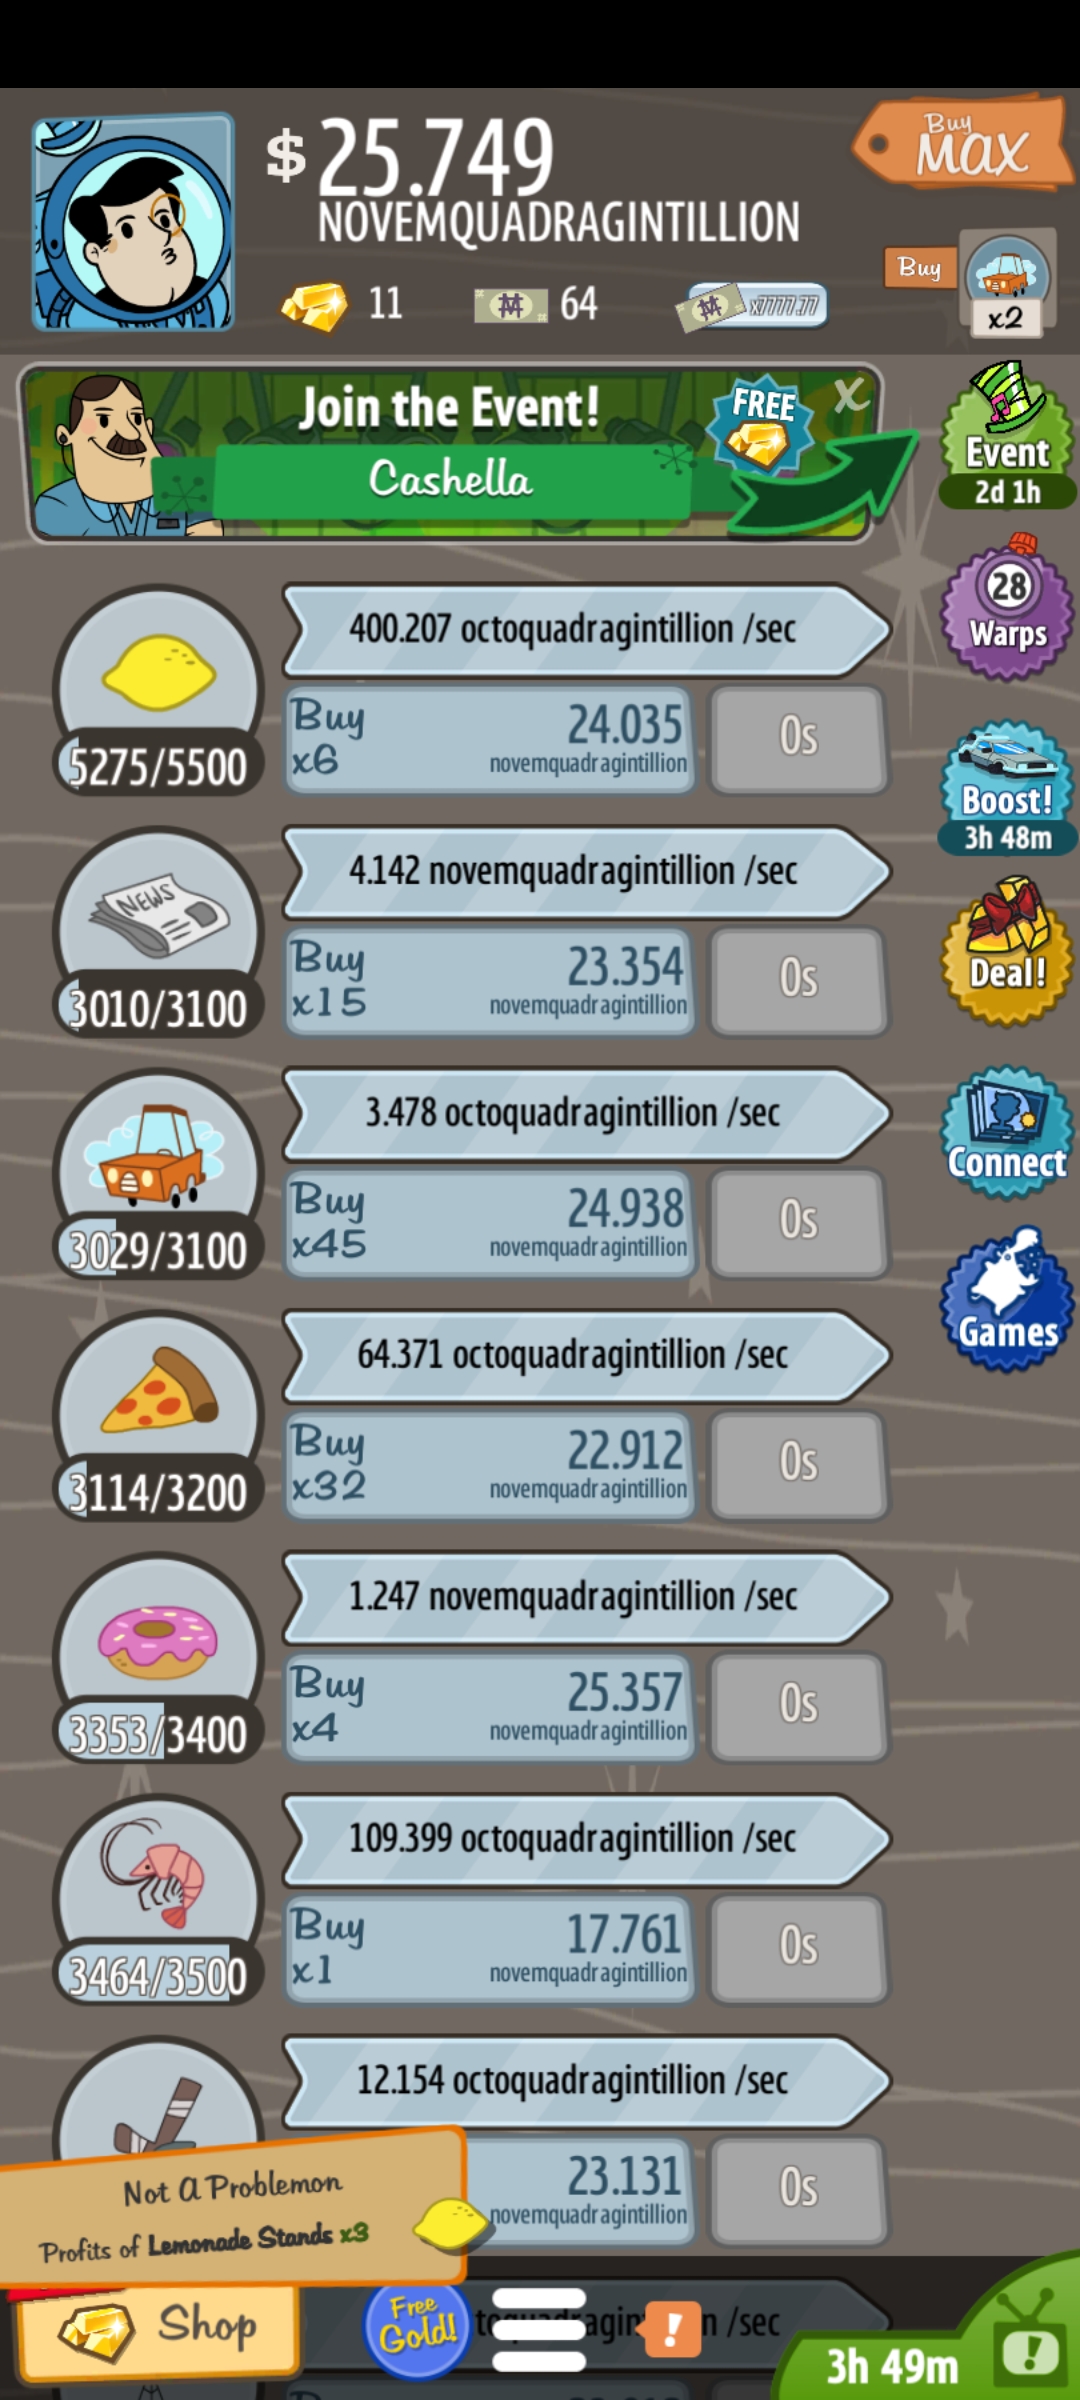 $ 25.749
NOVEMQUADRAGINTILLION
Buy
MAX
11
64
x7777.77
Buy
x2
Join the Event!
Cashella
FREE
X
Event
2d 1h
28
Warps
Boost!
3h 48m
Deal!
Connect
Games
400.207 octoquadragintillion /sec
5275/5500
Buy
x6
24.035
novemquadragintillion
0s
NEWS
4.142 novemquadragintillion /sec
3010/3100
Buy
x15
23.354
novemquadragintillion
0s
3.478 octoquadragintillion /sec
3029/3100
Buy
x45
24.938
novemquadragintillion
0s
64.371 octoquadragintillion /sec
3114/3200
Buy
x32
22.912
novemquadragintillion
0s
1.247 novemquadragintillion /sec
3353/3400
Buy
x4
25.357
novemquadragintillion
0s
109.399 octoquadragintillion /sec
3464/3500
Buy
x1
17.761
novemquadragintillion
0s
12.154 octoquadragintillion /sec
23.131
novemquadragintillion
0s
Not A Problemon
Profits of Lemonade Stands x3
Shop
Free
Gold!
!
/sec
3h 49m
!